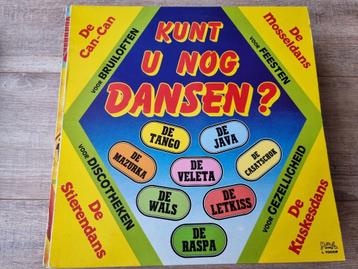 De
Can-Can
KUNT
U NOG
DANSEN?
De
Mosseldans
VOOR BRUILOFTEN
VOOR FEESTEN
DE
TANGO
DE
JAVA
DE
MAZURKA
DE
VELETA
DE
CASATSCHOK
DE
WALS
DE
LETKISS
DE
RASPA
VOOR DISCOTHEKEN
VOOR GEZELLIGHEID
De
Stierendans
De
Kuskesdans